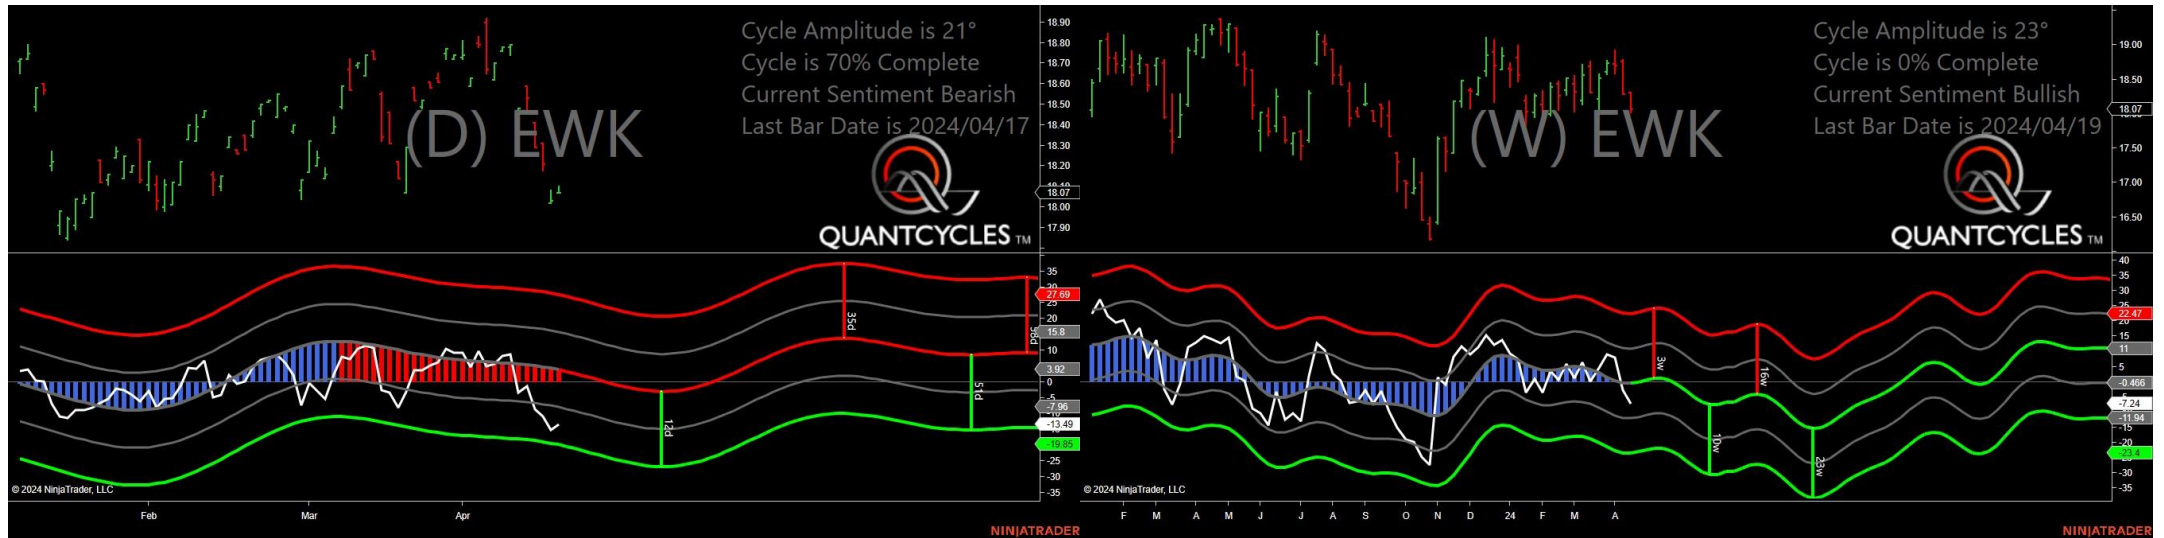 Cycle Amplitude is 21°
Cycle is 70% Complete
Current Sentiment Bearish
Last Bar Date is 2024/04/17
(D) EWK
QUANTCYCLES TM
18.90
18.80
18.70
18.60
18.50
18.40
18.30
18.20
18.10
18.07
18.00
17.90
35
27.69
20
15.8
10
3.92
0
-5
-7.96
-10
-13.49
-19.85
-25
-30
-35
12d
35d
51d
98d
© 2024 NinjaTrader, LLC
Feb
Mar
Apr
NINJATRADER
Cycle Amplitude is 23°
Cycle is 0% Complete
Current Sentiment Bullish
Last Bar Date is 2024/04/19
(W) EWK
QUANTCYCLES TM
19.00
18.50
18.07
17.50
17.00
16.50
40
35
30
25
22.47
15
11
5
-0.466
-5
-7.24
-11.94
-15
-20
-23.4
-30
-35
3w
10w
16w
23w
© 2024 NinjaTrader, LLC
F M A M J J A S O N D 24 F M A
NINJATRADER